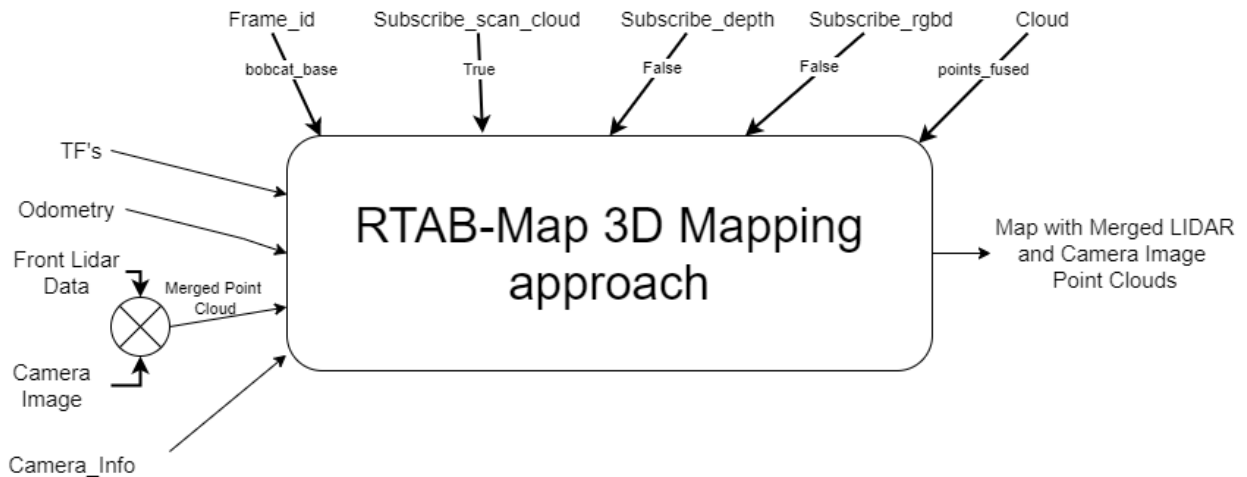 Frame_id
Subscribe_scan_cloud
Subscribe_depth
Subscribe_rgbd
Cloud
bobcat_base
True
False
False
points_fused
TF's
Odometry
Front Lidar
Data
Merged Point
Cloud
Camera
Image
Camera_Info
RTAB-Map 3D Mapping
approach
Map with Merged LIDAR
and Camera Image
Point Clouds